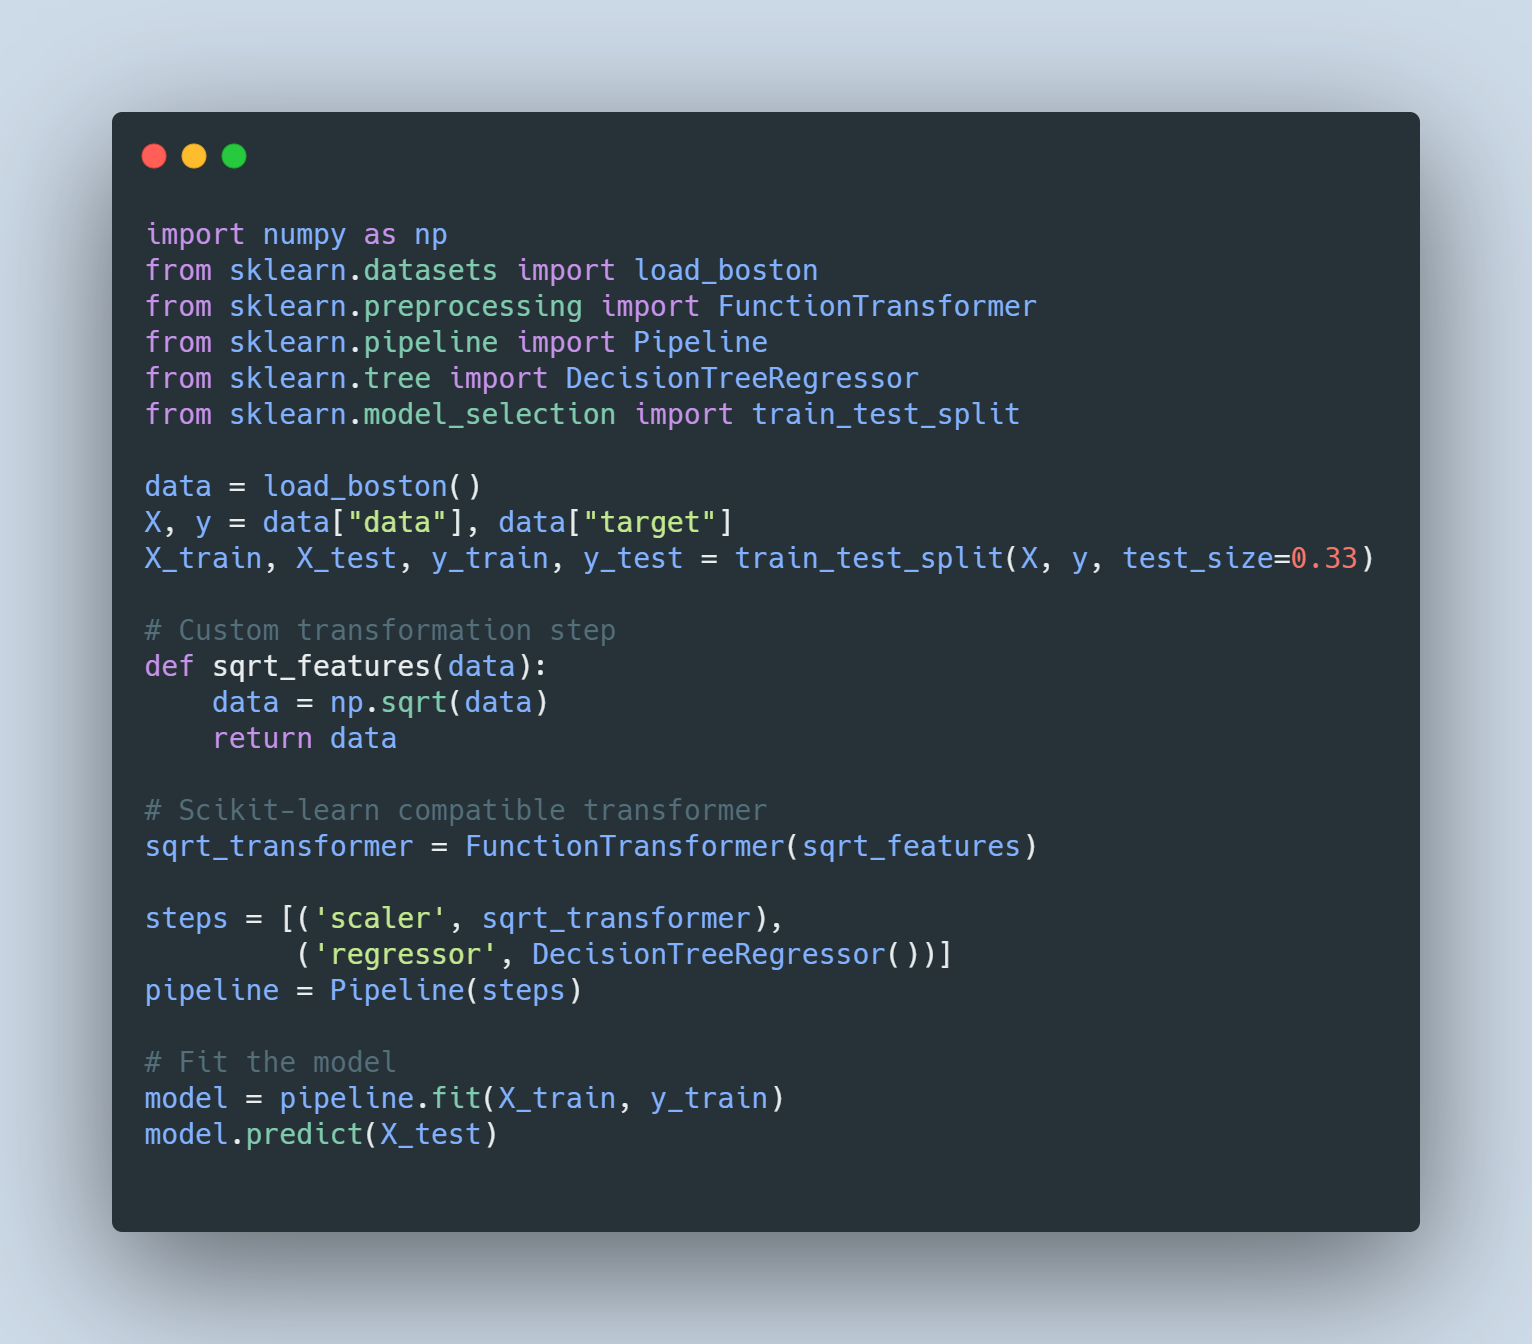 import numpy as np
from sklearn.datasets import load_boston
from sklearn.preprocessing import FunctionTransformer
from sklearn.pipeline import Pipeline
from sklearn.tree import DecisionTreeRegressor
from sklearn.model_selection import train_test_split

data = load_boston()
X, y = data["data"], data["target"]
X_train, X_test, y_train, y_test = train_test_split(X, y, test_size=0.33)

# Custom transformation step
def sqrt_features(data):
    data = np.sqrt(data)
    return data

# Scikit-learn compatible transformer
sqrt_transformer = FunctionTransformer(sqrt_features)

steps = [('scaler', sqrt_transformer),
         ('regressor', DecisionTreeRegressor())]
pipeline = Pipeline(steps)

# Fit the model
model = pipeline.fit(X_train, y_train)
model.predict(X_test)